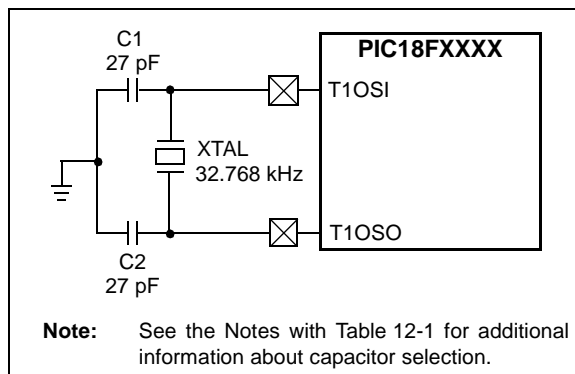 C1
27 pF
PIC18FXXXX
T1OSI
XTAL
32.768 kHz
T1OSO
C2
27 pF
Note: See the Notes with Table 12-1 for additional
information about capacitor selection.